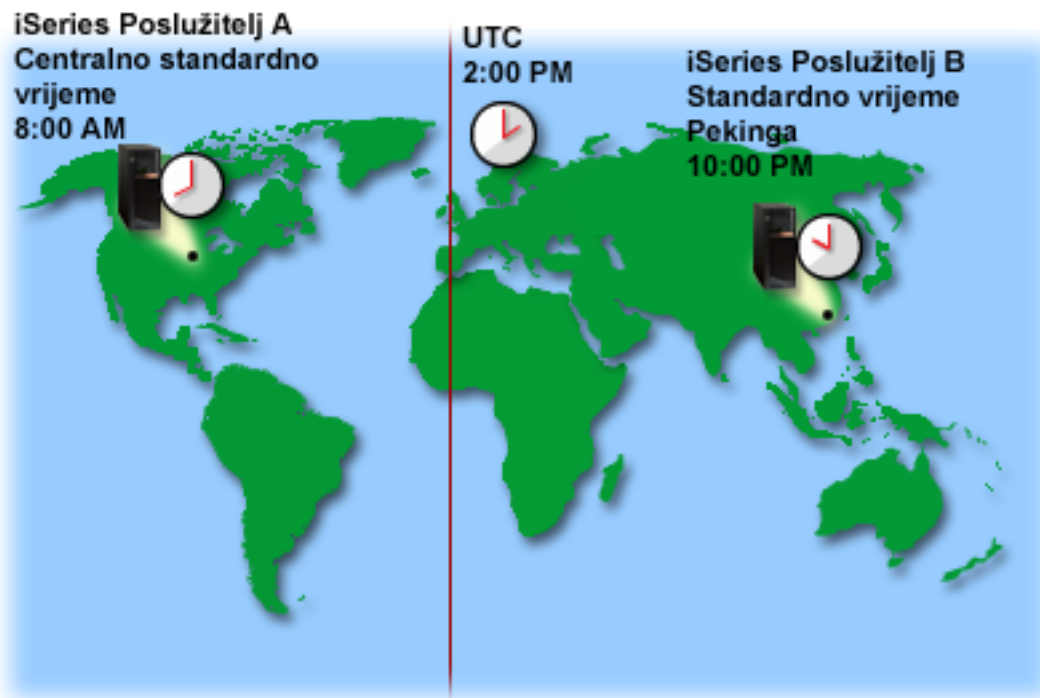 iSeries Poslužitelj A
Centralno standardno
vrijeme
8:00 AM
UTC
2:00 PM
iSeries Poslužitelj B
Standardno vrijeme
Pekinga
10:00 PM